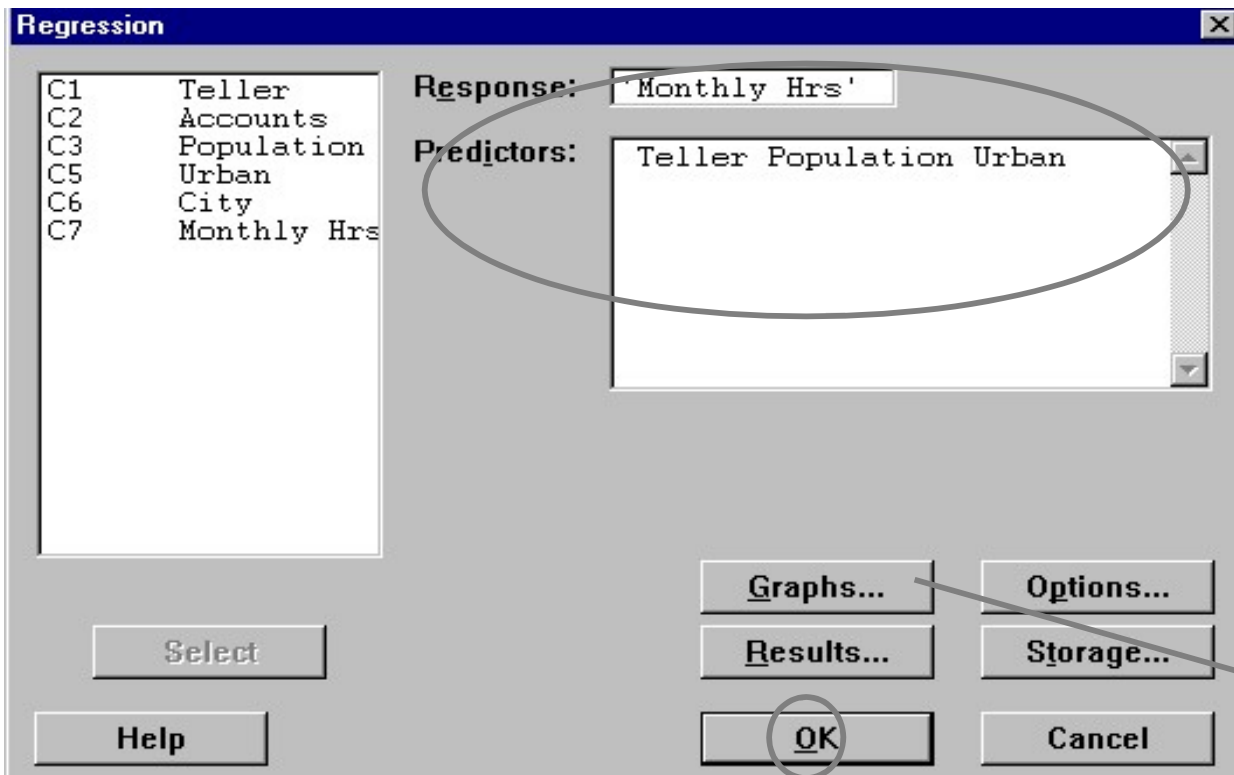 Regression
C1 Teller
C2 Accounts
C3 Population
C5 Urban
C6 City
C7 Monthly Hrs
Response: 'Monthly Hrs'
Predictors: Teller Population Urban
Graphs...
Options...
Select
Results...
Storage...
Help
OK
Cancel